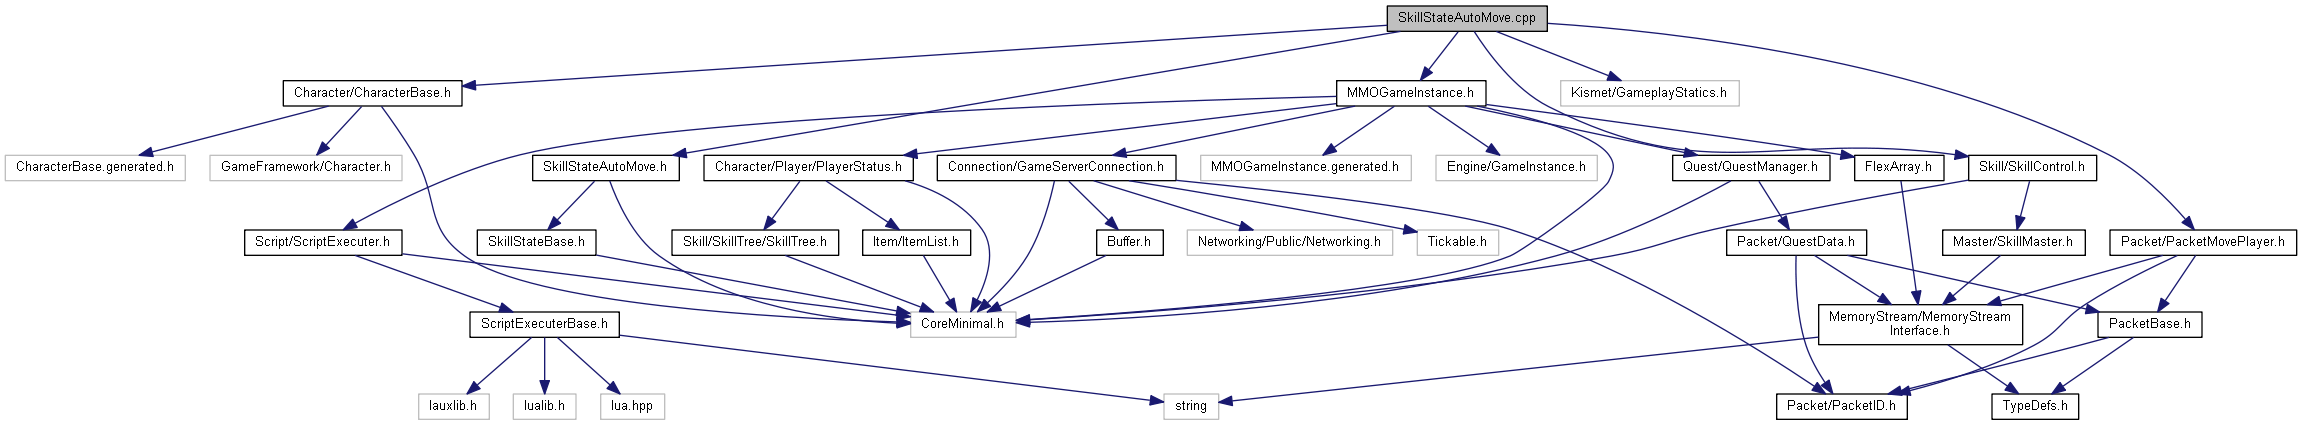 SkillStateAutoMove.cpp
Character/CharacterBase.h
MMOGameInstance.h
Kismet/GameplayStatics.h
CharacterBase.generated.h
GameFramework/Character.h
SkillStateAutoMove.h
Character/Player/PlayerStatus.h
Connection/GameServerConnection.h
MMOGameInstance.generated.h
Engine/GameInstance.h
Quest/QuestManager.h
FlexArray.h
Skill/SkillControl.h
Script/ScriptExecuter.h
SkillStateBase.h
Skill/SkillTree/SkillTree.h
Item/ItemList.h
Buffer.h
Networking/Public/Networking.h
Tickable.h
Packet/QuestData.h
Master/SkillMaster.h
Packet/PacketMovePlayer.h
ScriptExecuterBase.h
CoreMinimal.h
MemoryStream/MemoryStream
Interface.h
PacketBase.h
lauxlib.h
lualib.h
lua.hpp
string
Packet/PacketID.h
TypeDefs.h